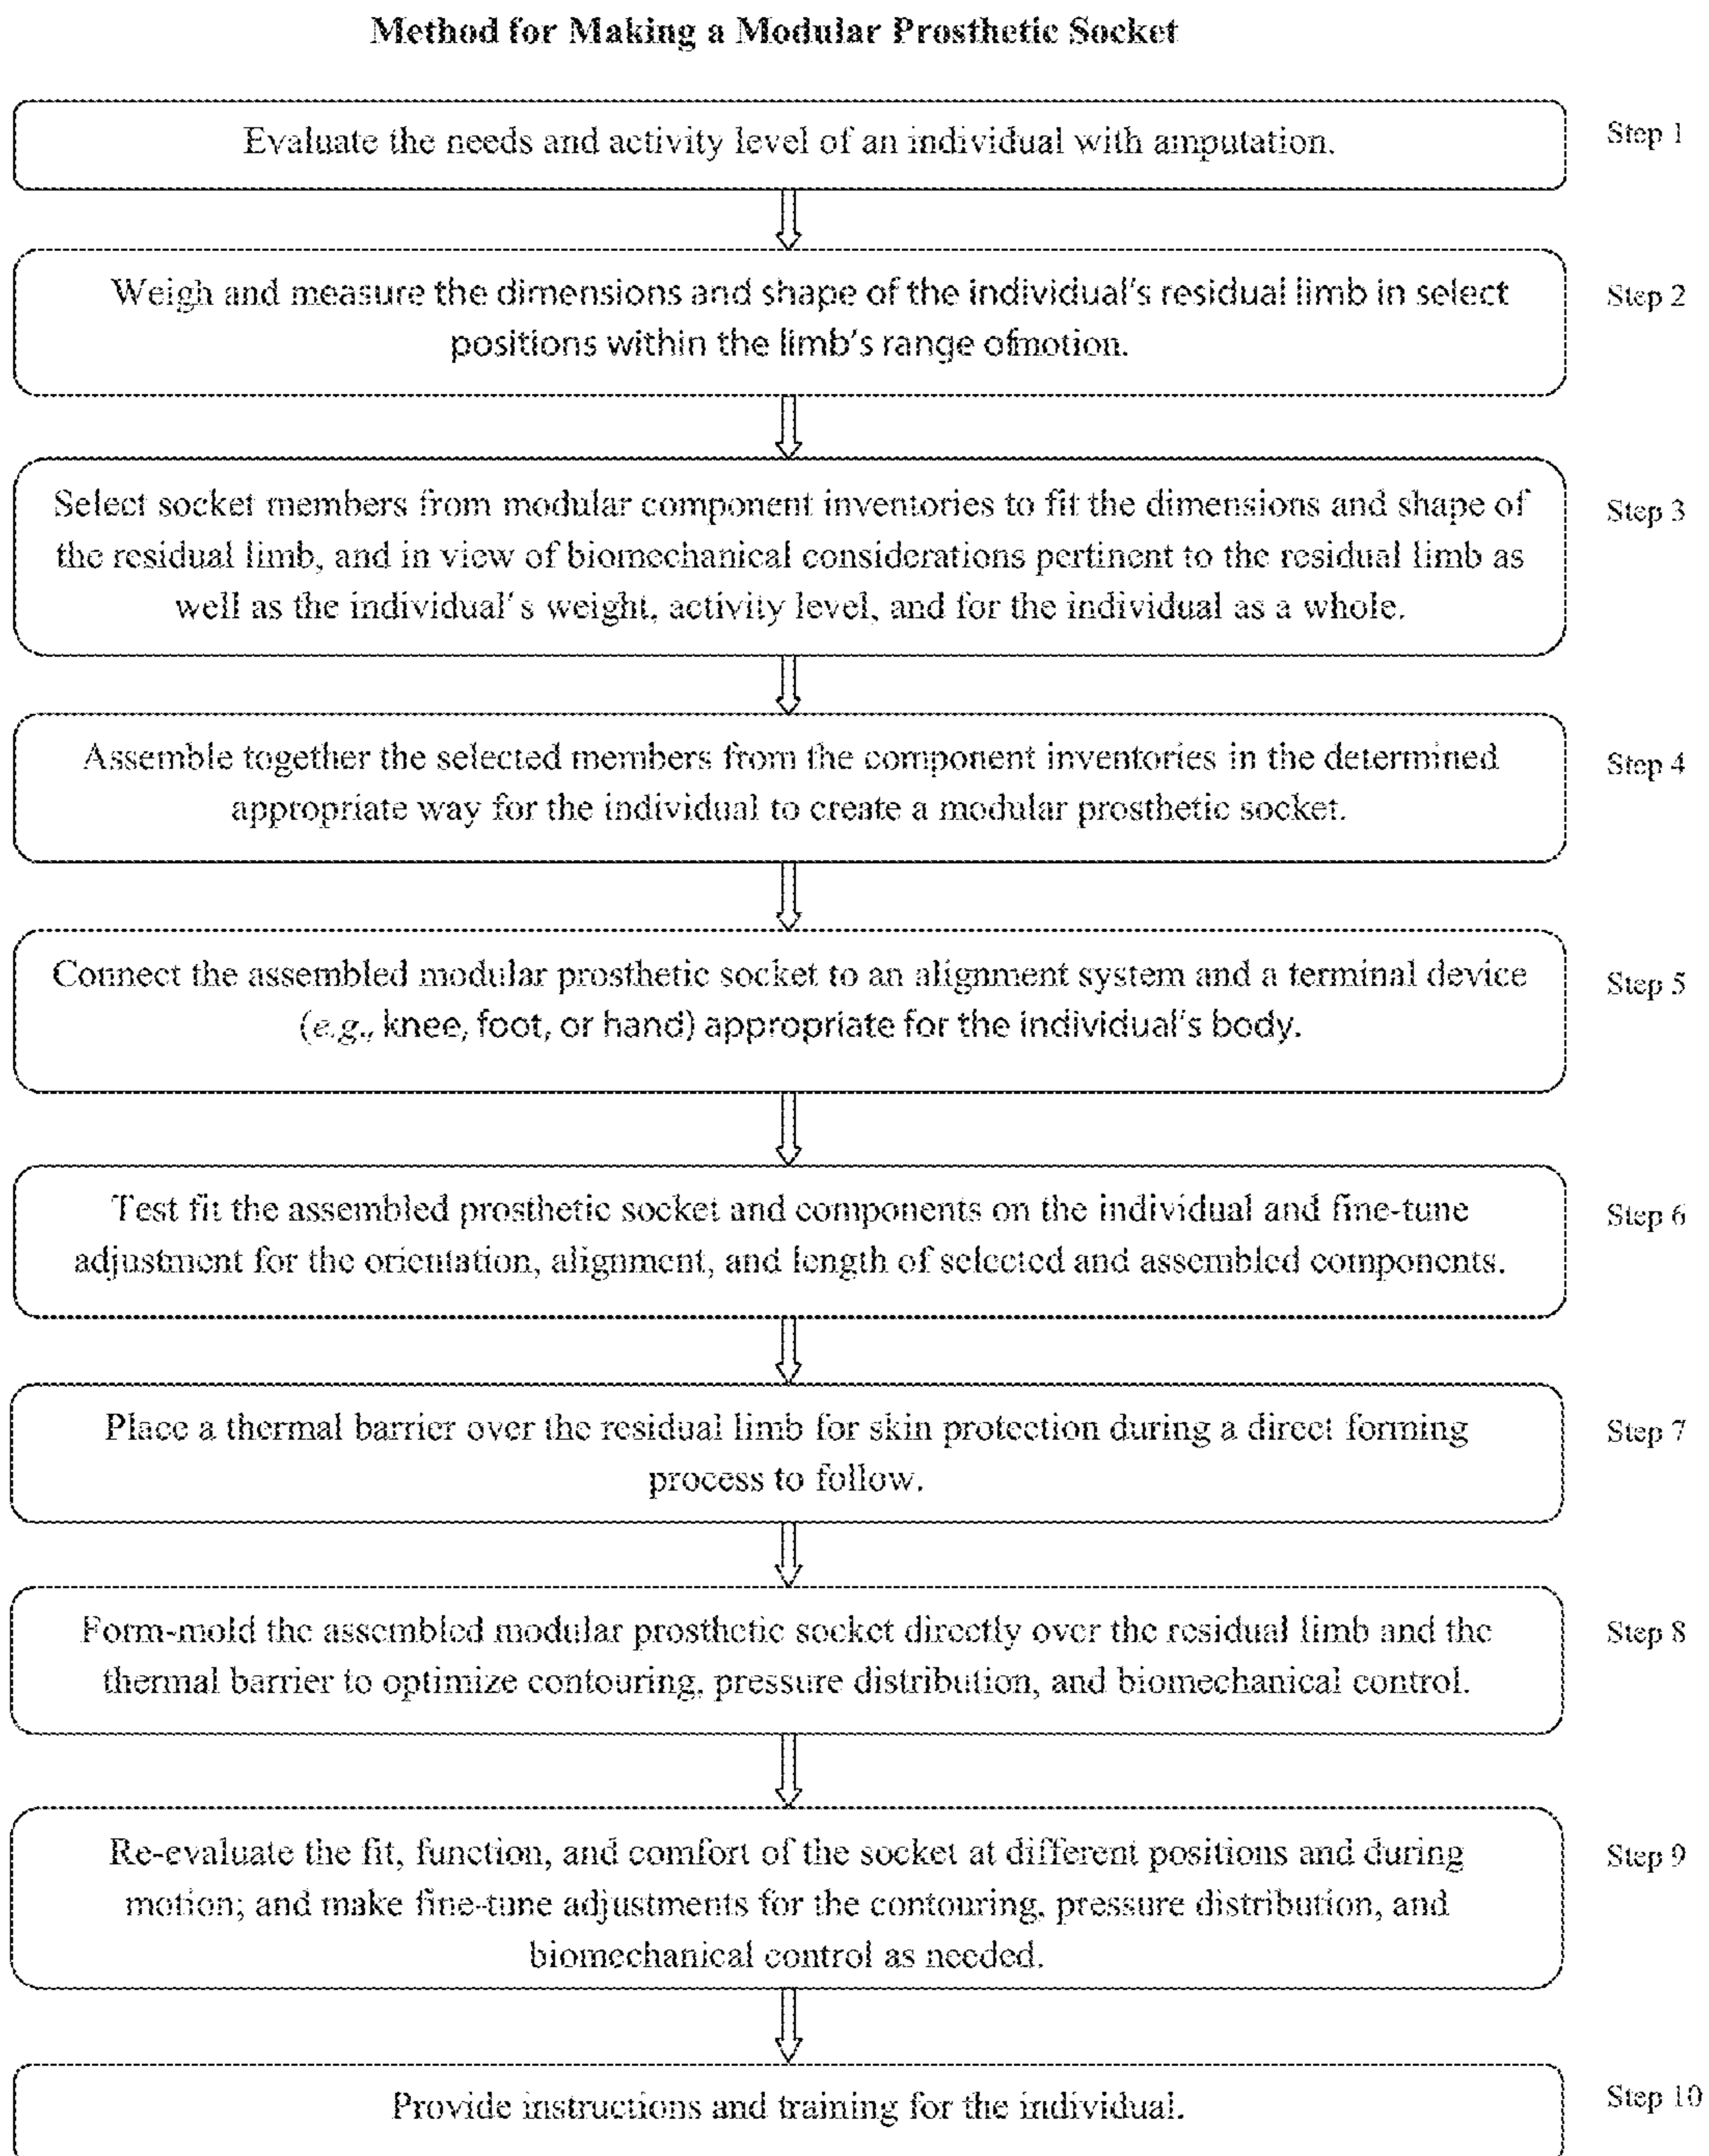 Method for Making a Modular Prosthetic Socket
Evaluate the needs and activity level of an individual with amputation.
Step 1
Weigh and measure the dimensions and shape of the individual's residual limb in select
positions within the limb's range ofmotion.
Step 2
Select socket members from modular component inventories to fit the dimensions and shape of
the residual limb, and in view of biomechanical considerations pertinent to the residual limb as
well as the individual's weight, activity level, and for the individual as a whole.
Step 3
Assemble together the selected members from the component inventories in the determined
appropriate way for the individual to create a modular prosthetic socket.
Step 4
Connect the assembled modular prosthetic socket to an alignment system and a terminal device
(e.g., knee, foot, or hand) appropriate for the individual's body.
Step 5
Test fit the assembled prosthetic socket and components on the individual and fine-tune
adjustment for the orientation, alignment, and length of selected and assembled components.
Step 6
Place a thermal barrier over the residual limb for skin protection during a direct forming
process to follow.
Step 7
Form-mold the assembled modular prosthetic socket directly over the residual limb and the
thermal barrier to optimize contouring, pressure distribution, and biomechanical control.
Step 8
Re-evaluate the fit, function, and comfort of the socket at different positions and during
motion; and make fine-tune adjustments for the contouring, pressure distribution, and
biomechanical control as needed.
Step 9
Provide instructions and training for the individual.
Step 10